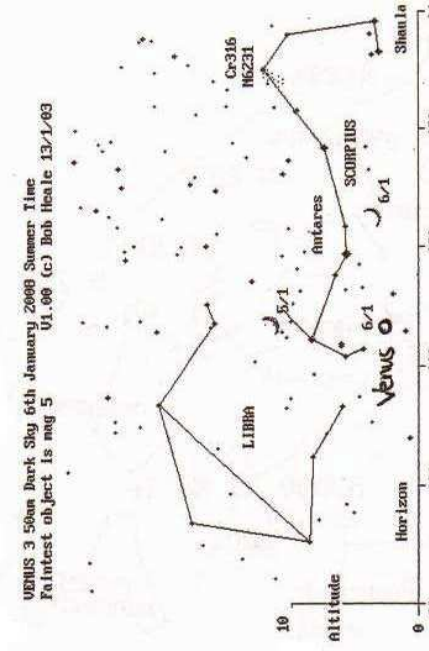 VENUS 3 50am Dark Sky 6th January 2008 Summer Time
Faintest object is mag 5 V1.00 (c) Bob Heale 13/1/03
Cr316
N6231
Shaula
SCORPIUS
Antares
6/1
5/1
LIBRA
6/1
Venus
10
Altitude
Horizon
0